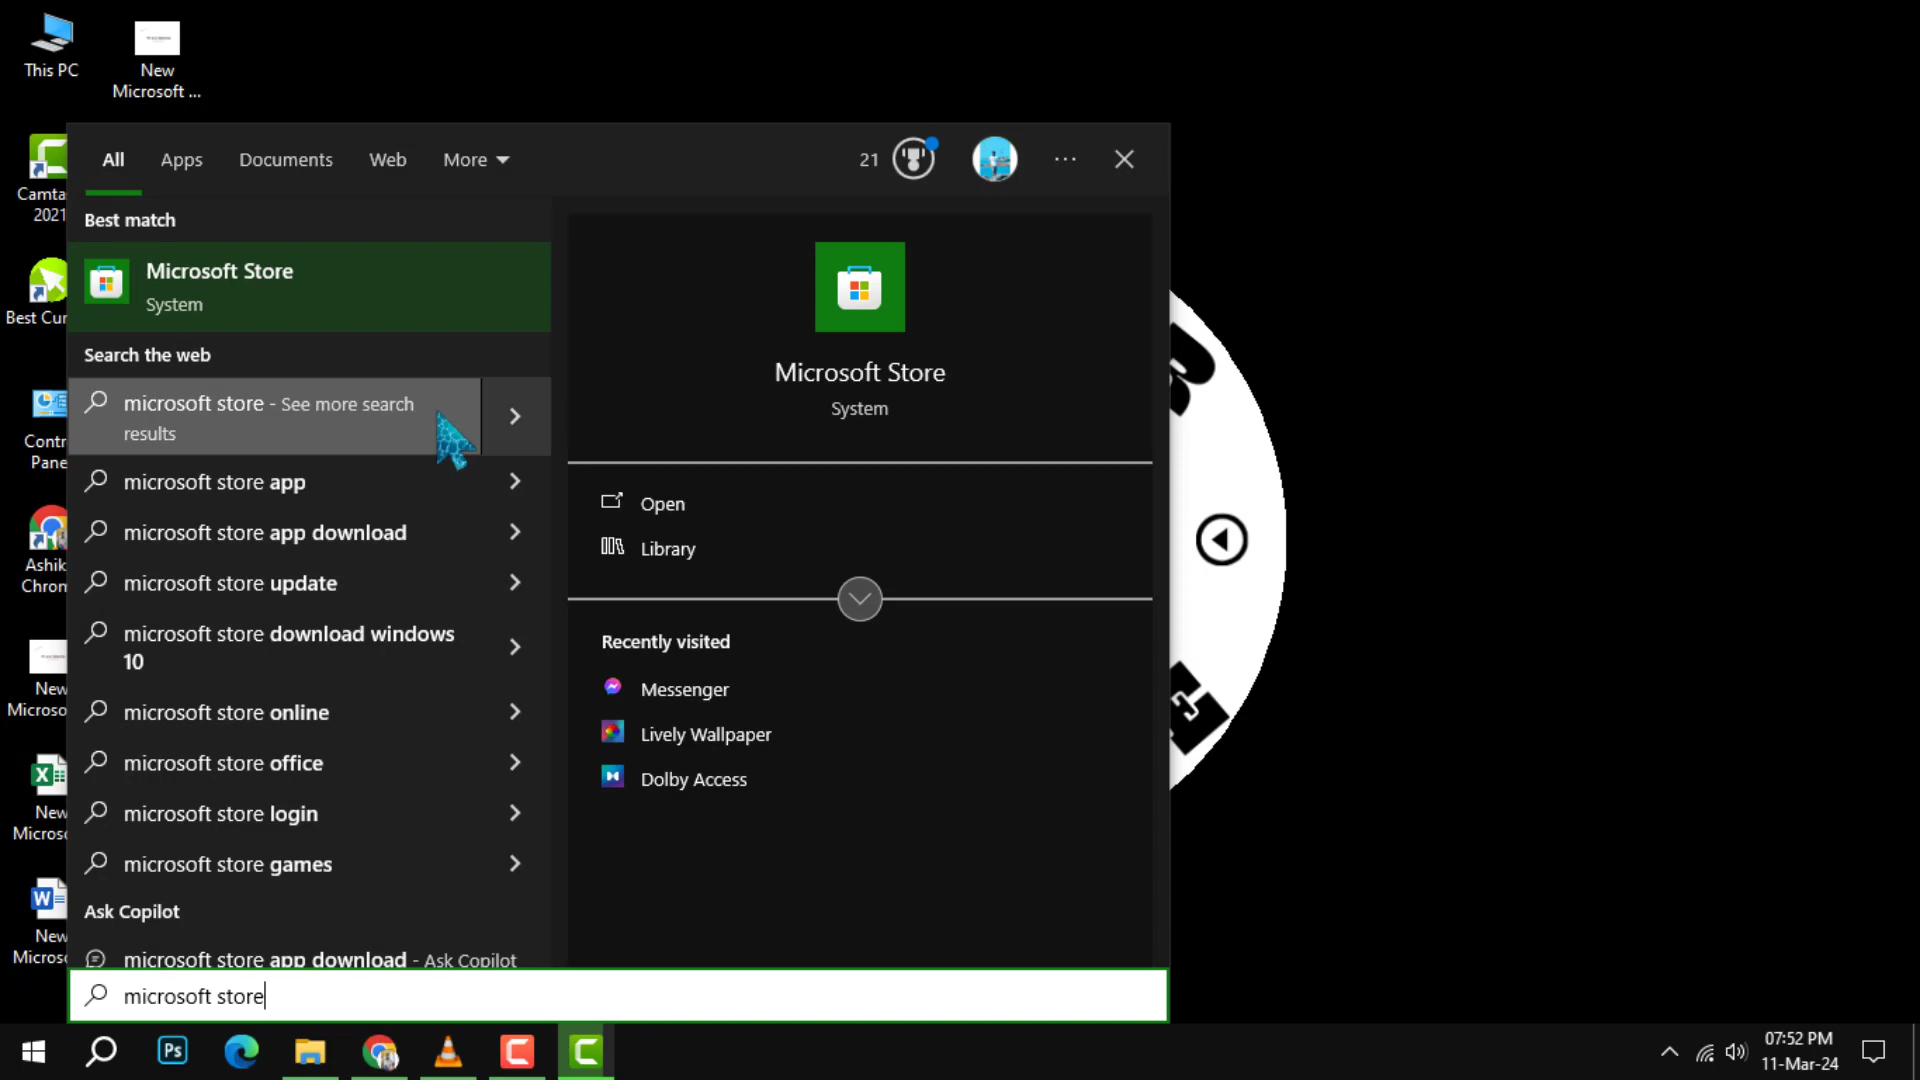 This PC
New
Microsoft ...
Camta
2021
Best Cur
Contr
Pane
Ashik
Chrom
New
Microso
New
Microso
New
Microso
All
Apps
Documents
Web
More
21
Best match
Microsoft Store
System
Search the web
microsoft store - See more search
results
microsoft store app
microsoft store app download
microsoft store update
microsoft store download windows
10
microsoft store online
microsoft store office
microsoft store login
microsoft store games
Ask Copilot
microsoft store app download - Ask Copilot
microsoft store
Microsoft Store
System
Open
Library
Recently visited
Messenger
Lively Wallpaper
Dolby Access
Ps
07:52 PM
11-Mar-24